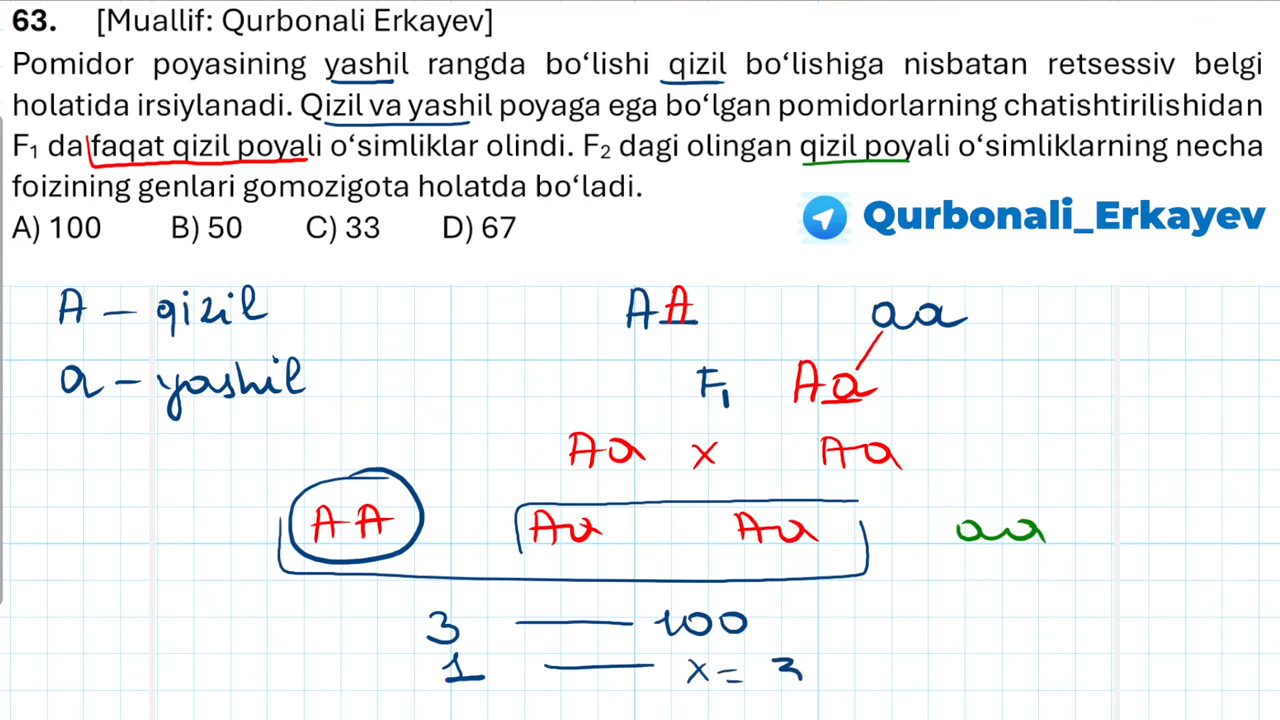 63. [Muallif: Qurbonali Erkayev]
Pomidor poyasining yashil rangda bo‘lishi qizil bo‘lishiga nisbatan retsessiv belgi
holatida irsiylanadi. Qizil va yashil poyaga ega bo‘lgan pomidorlarning chatishtirilishidan
F₁ da faqat qizil poyali o‘simliklar olindi. F₂ dagi olingan qizil poyali o‘simliklarning necha
foizining genlari gomozigota holatda bo‘ladi.
A) 100 B) 50 C) 33 D) 67
Qurbonali_Erkayev
A – qizil AA aa
a – yashil F₁ Aa
Aa x Aa
AA Aa Aa aa
3 — 100
1 — x = 3